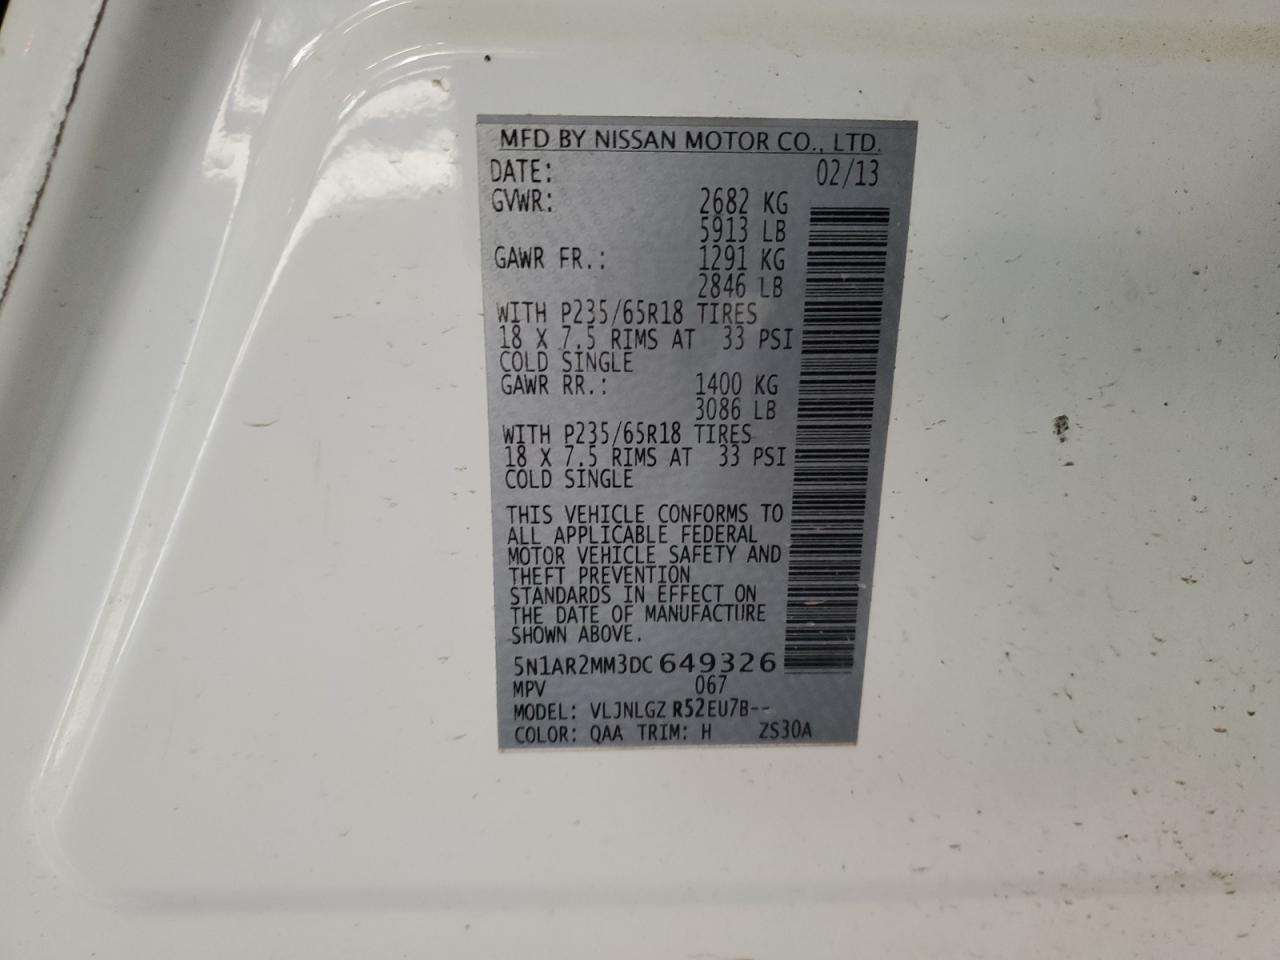 MFD BY NISSAN MOTOR CO., LTD.
DATE: 02/13
GVWR: 2682 KG
5913 LB
GAWR FR.: 1291 KG
2846 LB
WITH P235/65R18 TIRES
18 X 7.5 RIMS AT 33 PSI
COLD SINGLE
GAWR RR.: 1400 KG
3086 LB
WITH P235/65R18 TIRES
18 X 7.5 RIMS AT 33 PSI
COLD SINGLE
THIS VEHICLE CONFORMS TO
ALL APPLICABLE FEDERAL
MOTOR VEHICLE SAFETY AND
THEFT PREVENTION
STANDARDS IN EFFECT ON
THE DATE OF MANUFACTURE
SHOWN ABOVE.
5N1AR2MM3DC649326
MPV 067
MODEL: VLJNLGZ R52EU7B--
COLOR: QAA TRIM: H ZS30A